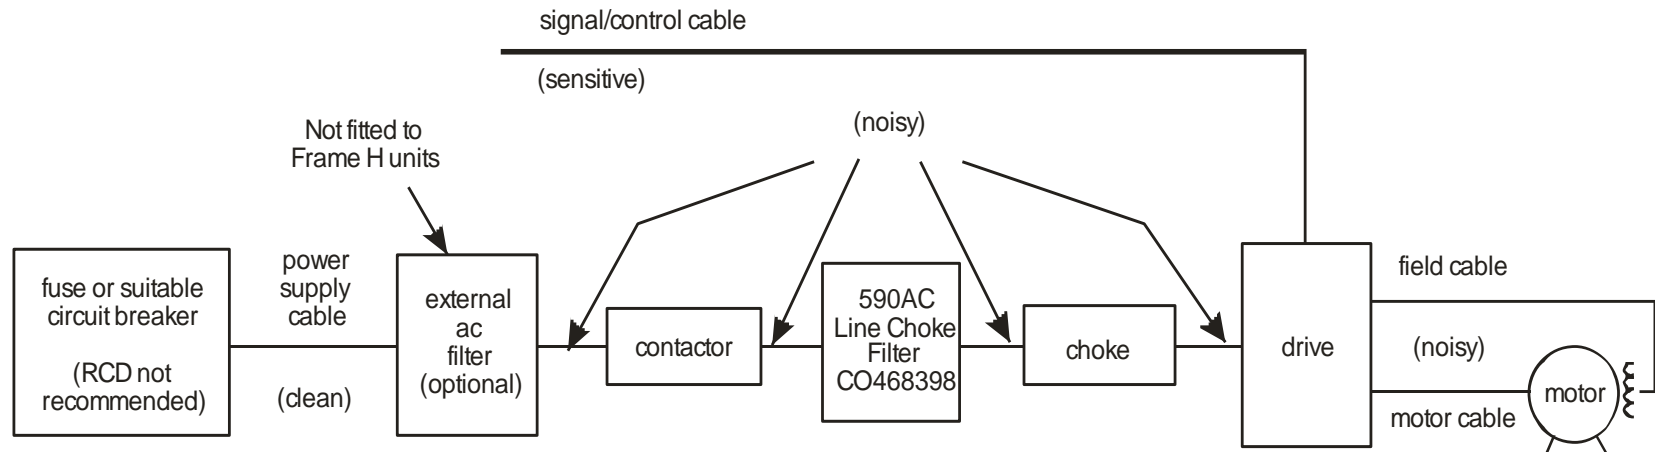 signal/control cable
(sensitive)
(noisy)
Not fitted to
Frame H units
fuse or suitable
circuit breaker
(RCD not
recommended)
power
supply
cable
(clean)
external
ac
filter
(optional)
contactor
590AC
Line Choke
Filter
CO468398
choke
drive
field cable
(noisy)
motor cable
motor